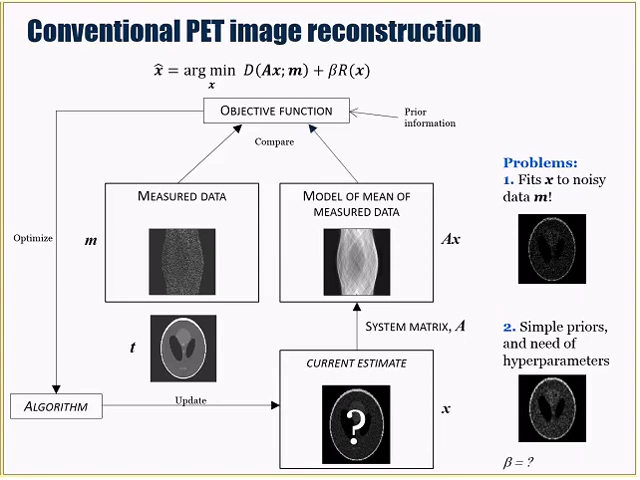 Conventional PET image reconstruction
x̂ = arg min D(Ax; m) + βR(x)
x
OBJECTIVE FUNCTION
Prior
information
Compare
MEASURED DATA
MODEL OF MEAN OF
MEASURED DATA
Optimize
m
Ax
t
SYSTEM MATRIX, A
CURRENT ESTIMATE
?
x
ALGORITHM
Update
Problems:
1. Fits x to noisy
data m!
2. Simple priors,
and need of
hyperparameters
β = ?